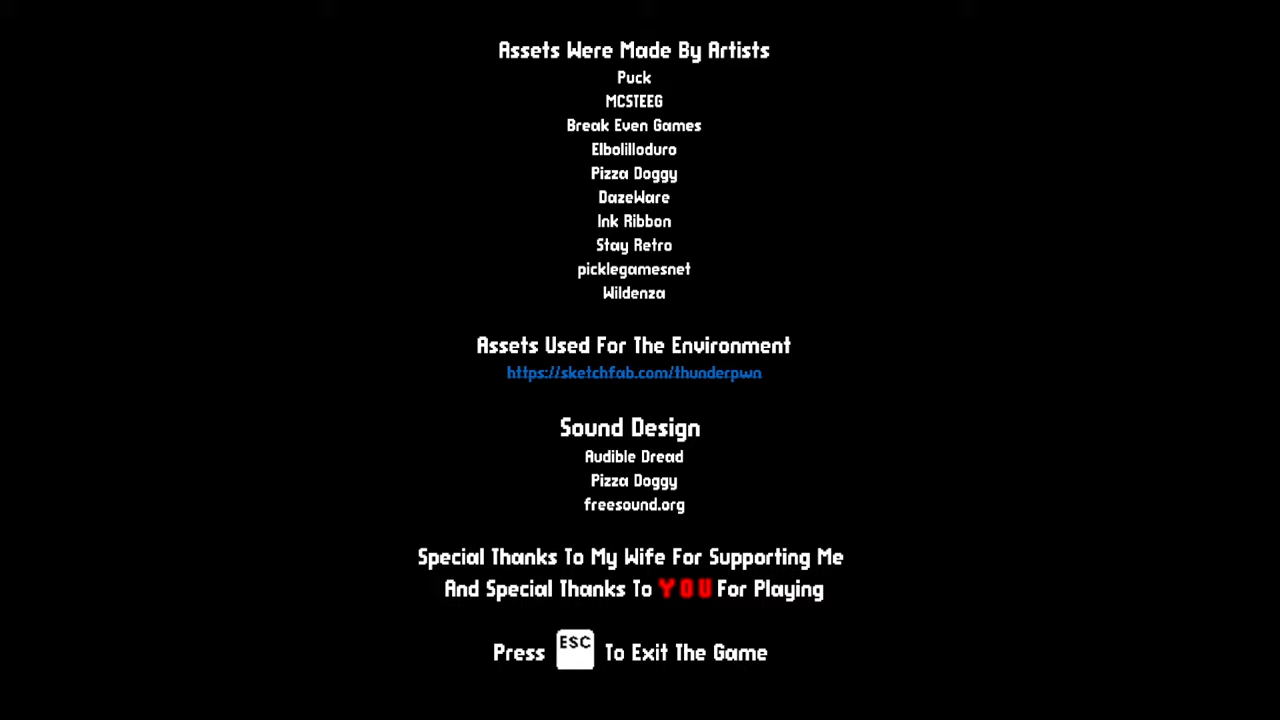 Assets Were Made By Artists
Puck
MCSTEEG
Break Even Games
Elbolilloduro
Pizza Doggy
DazeWare
Ink Ribbon
Stay Retro
picklegamesnet
Wildenza
Assets Used For The Environment
https://sketchfab.com/thunderpwn
Sound Design
Audible Dread
Pizza Doggy
freesound.org
Special Thanks To My Wife For Supporting Me
And Special Thanks To YOU For Playing
Press ESC To Exit The Game